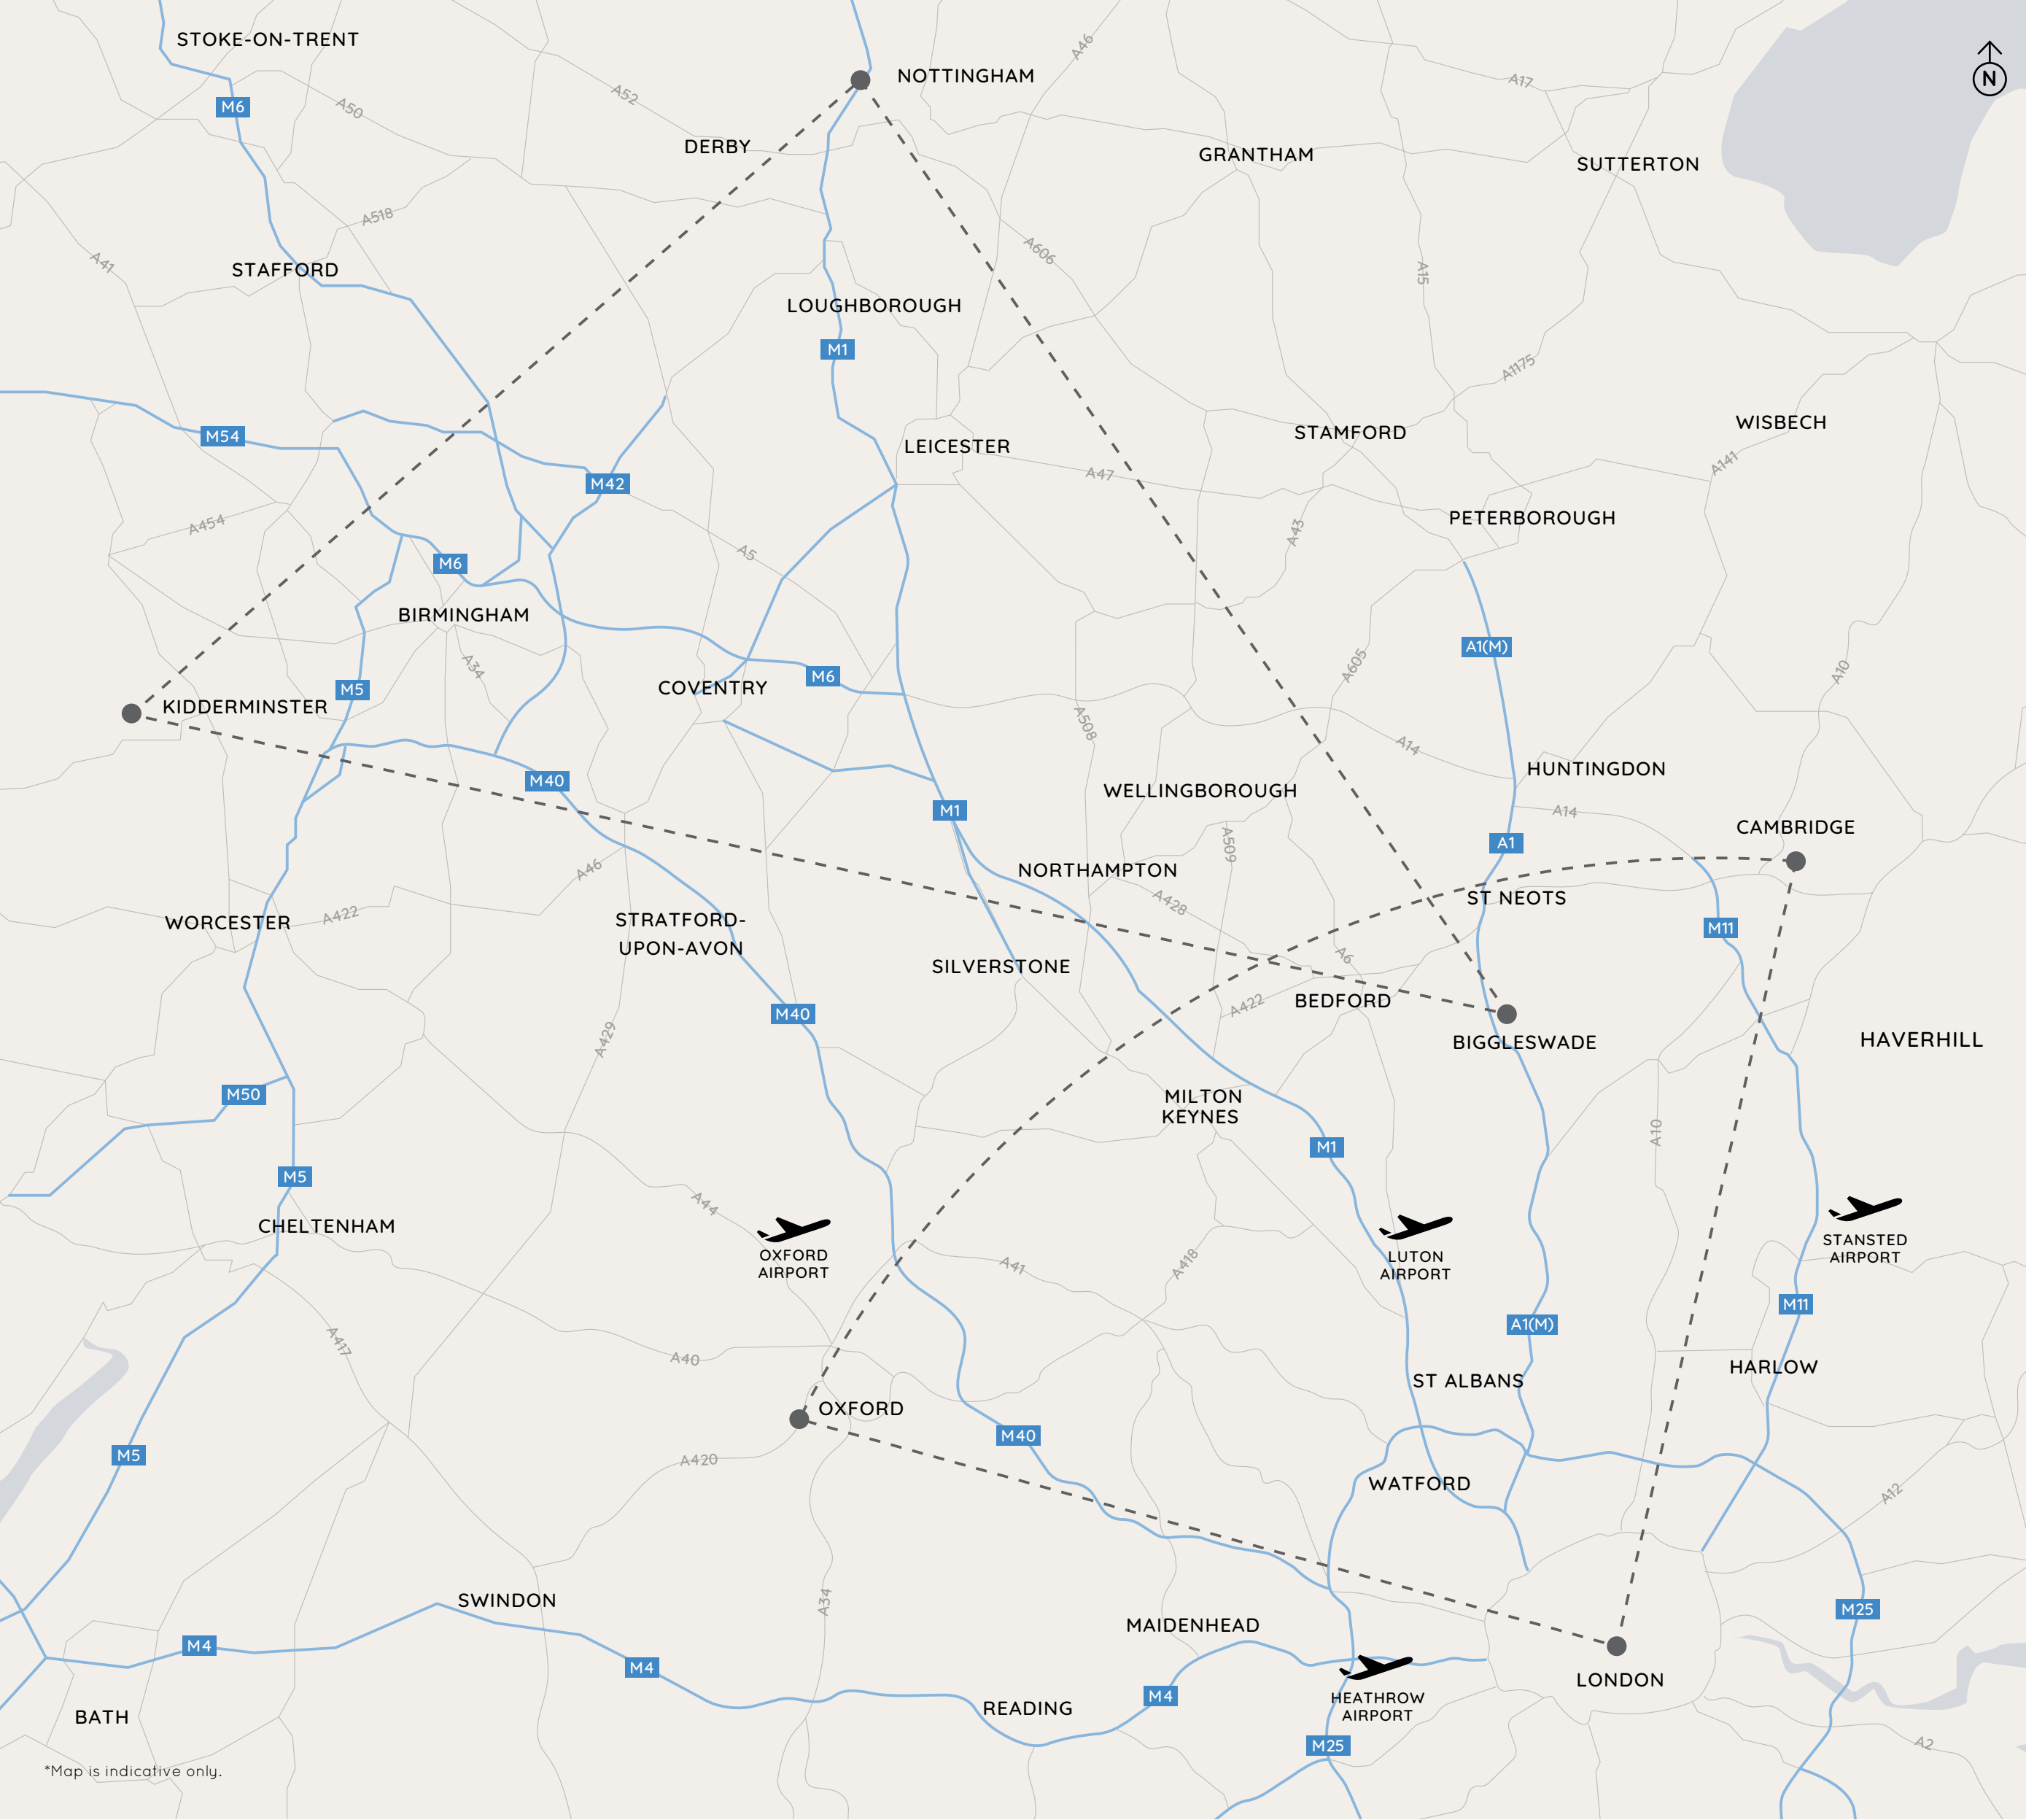 STOKE-ON-TRENT
A46
N
NOTTINGHAM
A17
M6
A50
A52
DERBY
GRANTHAM
SUTTERTON
A518
A41
A606
STAFFORD
A15
LOUGHBOROUGH
M1
A1175
WISBECH
STAMFORD
M54
LEICESTER
A141
A47
M42
A454
A43
PETERBOROUGH
A5
M6
BIRMINGHAM
A1(M)
A34
A605
A10
M6
COVENTRY
M5
KIDDERMINSTER
A508
A14
HUNTINGDON
M40
WELLINGBOROUGH
M1
A14
CAMBRIDGE
A509
A1
A46
NORTHAMPTON
A428
ST NEOTS
WORCESTER
A422
STRATFORD-
UPON-AVON
M11
A6
SILVERSTONE
A422
BEDFORD
M40
A429
BIGGLESWADE
HAVERHILL
M50
MILTON
KEYNES
A10
M1
M5
A44
CHELTENHAM
OXFORD
AIRPORT
LUTON
AIRPORT
STANSTED
AIRPORT
A41
A418
M11
A1(M)
A417
A40
HARLOW
ST ALBANS
OXFORD
M40
M5
A420
WATFORD
A12
SWINDON
A34
M25
MAIDENHEAD
M4
M4
LONDON
M4
HEATHROW
AIRPORT
READING
BATH
M25
A2
*Map is indicative only.